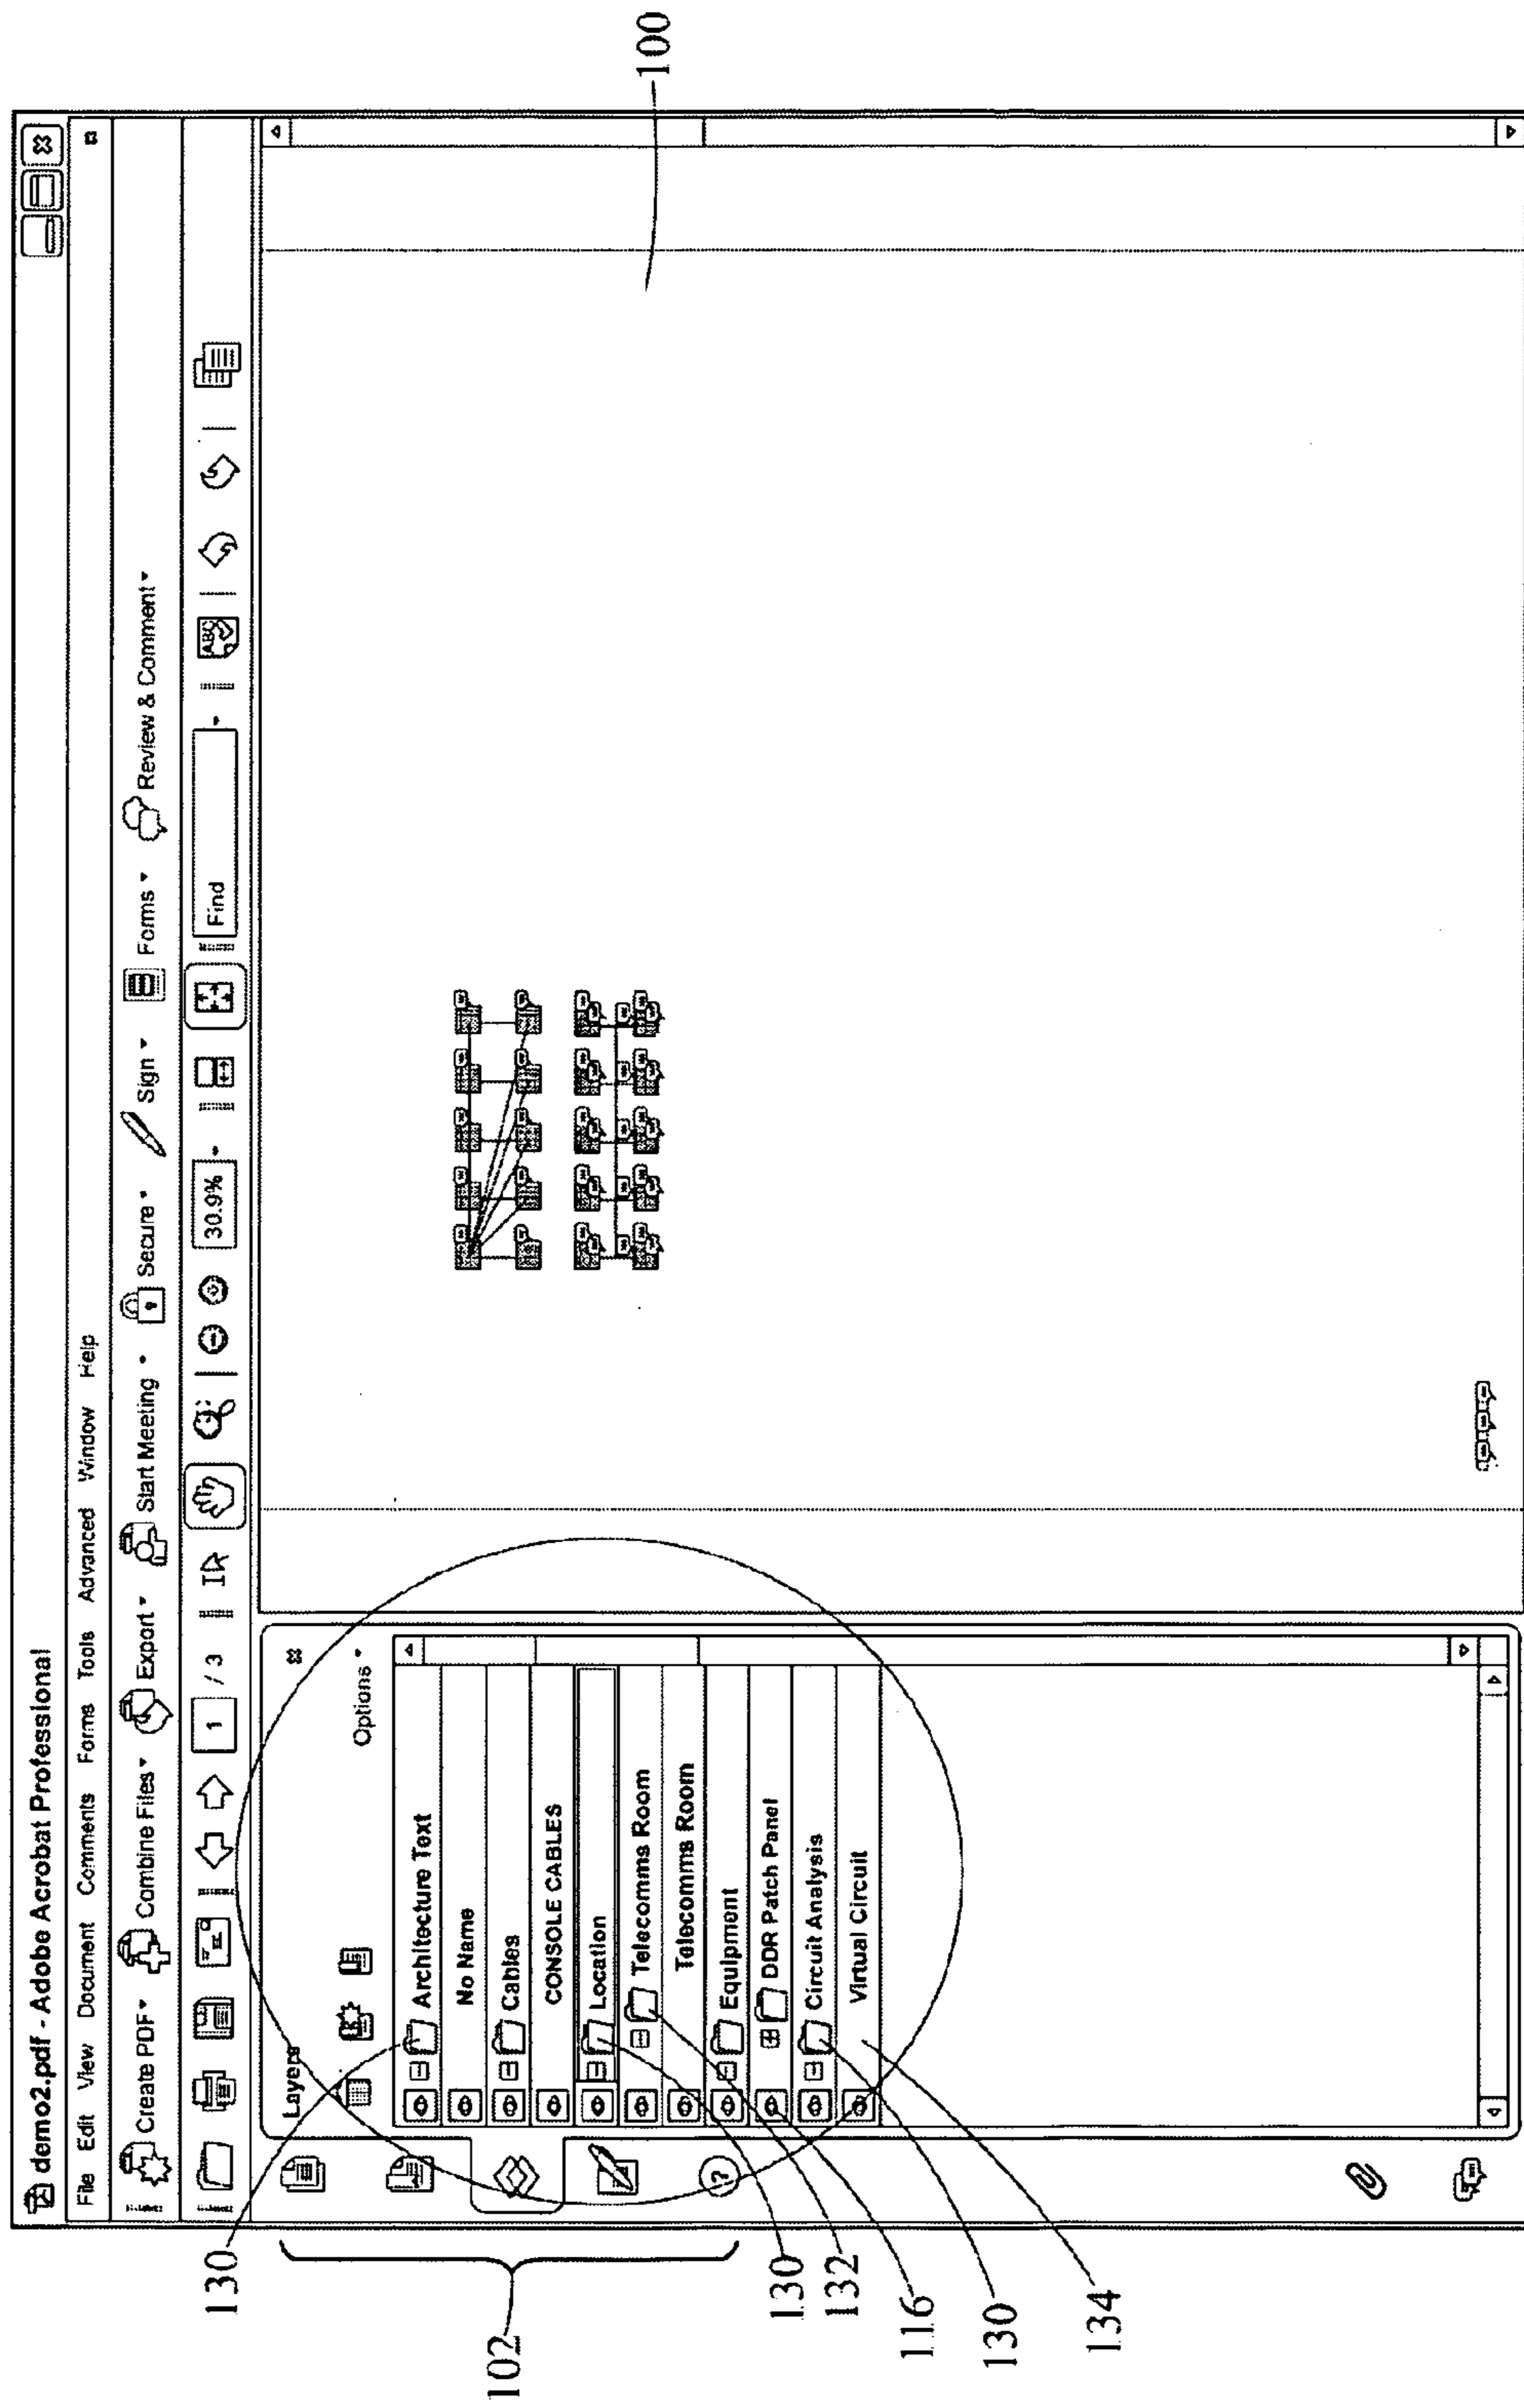 demo2.pdf - Adobe Acrobat Professional
File Edit View Document Comments Forms Tools Advanced Window Help
Create PDF Combine Files Export Start Meeting Secure Sign Forms Review & Comment
1 / 3 30.9% Find ABC
Layers
Options
Architecture Text
No Name
Cables
CONSOLE CABLES
Location
Telecomms Room
Telecomms Room
Equipment
DDR Patch Panel
Circuit Analysis
Virtual Circuit
?
130
102
130
132
116
130
134
100